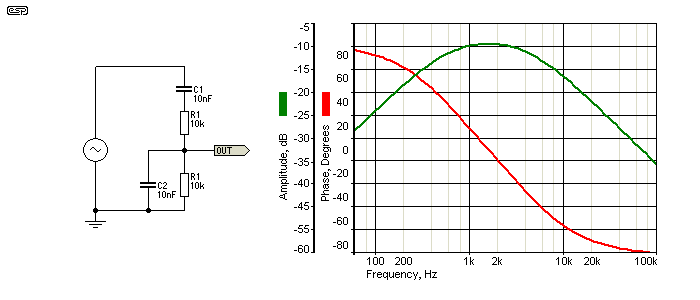 esp
C1
10nF
R1
10k
OUT
C2
10nF
R1
10k
Amplitude, dB
-5
-10
-15
-20
-25
-30
-35
-40
-45
-55
-60
Phase, Degrees
80
60
40
20
0
-20
-40
-60
-80
100 200 1k 2k 10k 20k 100k
Frequency, Hz